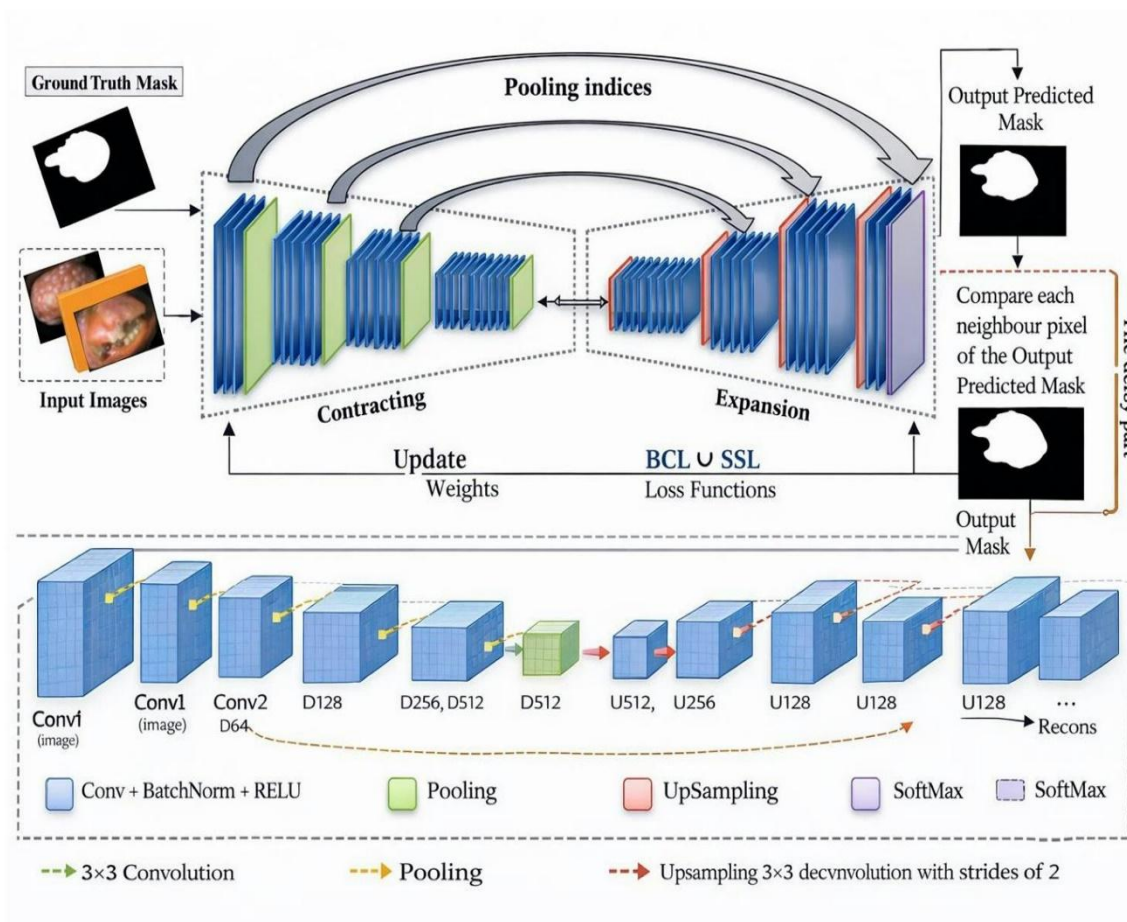 Ground Truth Mask
Pooling indices
Output Predicted
Mask
Input Images
Contracting
Expansion
Compare each
neighbour pixel
of the Output
Predicted Mask
Update
Weights
BCL ∪ SSL
Loss Functions
Output
Mask
Conv1
(image)
Conv1
(image)
Conv2
D64
D128
D256, D512
D512
U512,
U256
U128
U128
U128
...
Recons
Conv + BatchNorm + RELU
Pooling
UpSampling
SoftMax
SoftMax
3×3 Convolution
Pooling
Upsampling 3×3 decvnvolution with strides of 2